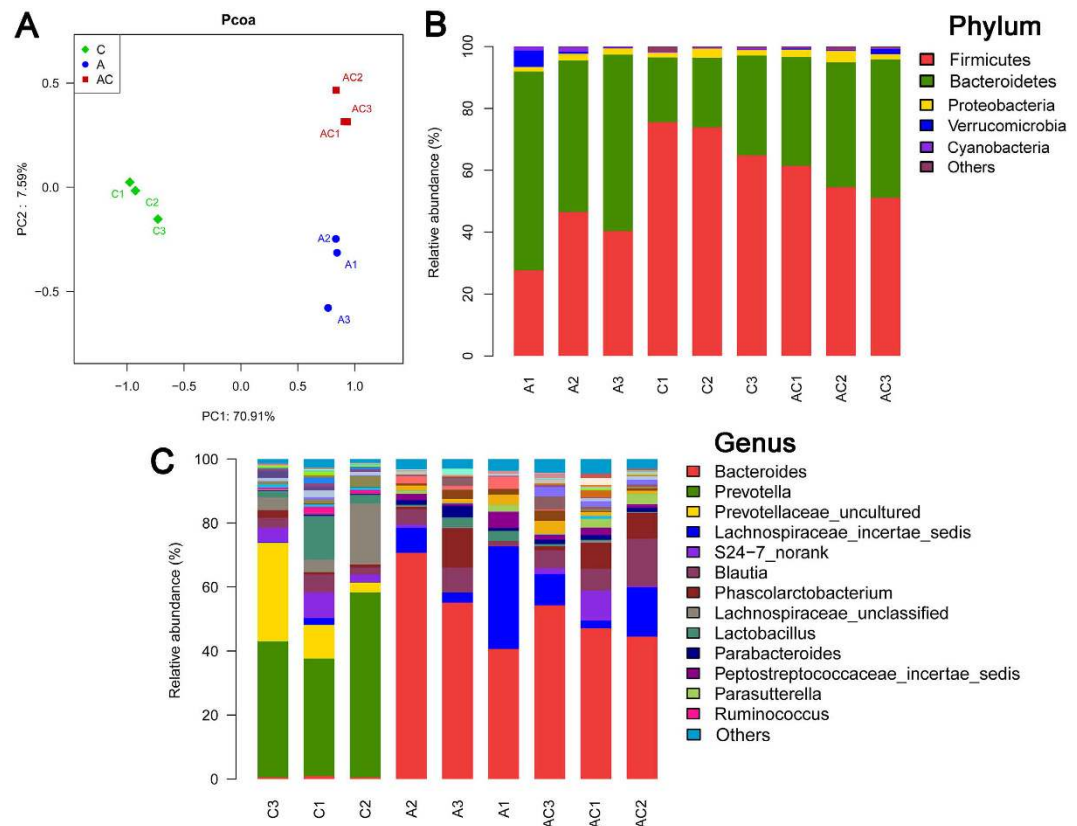 A
Pcoa
C
A
AC
AC2
AC3
AC1
C1
C2
C3
A2
A1
A3
0.5
0.0
−0.5
PC2 : 7.59%
−1.0
−0.5
0.0
0.5
1.0
PC1: 70.91%
B
Relative abundance (%)
100
80
60
40
20
0
A1
A2
A3
C1
C2
C3
AC1
AC2
AC3
Phylum
Firmicutes
Bacteroidetes
Proteobacteria
Verrucomicrobia
Cyanobacteria
Others
C
Relative abundance (%)
100
80
60
40
20
0
C3
C1
C2
A2
A3
A1
AC3
AC1
AC2
Genus
Bacteroides
Prevotella
Prevotellaceae_uncultured
Lachnospiraceae_incertae_sedis
S24-7_norank
Blautia
Phascolarctobacterium
Lachnospiraceae_unclassified
Lactobacillus
Parabacteroides
Peptostreptococcaceae_incertae_sedis
Parasutterella
Ruminococcus
Others